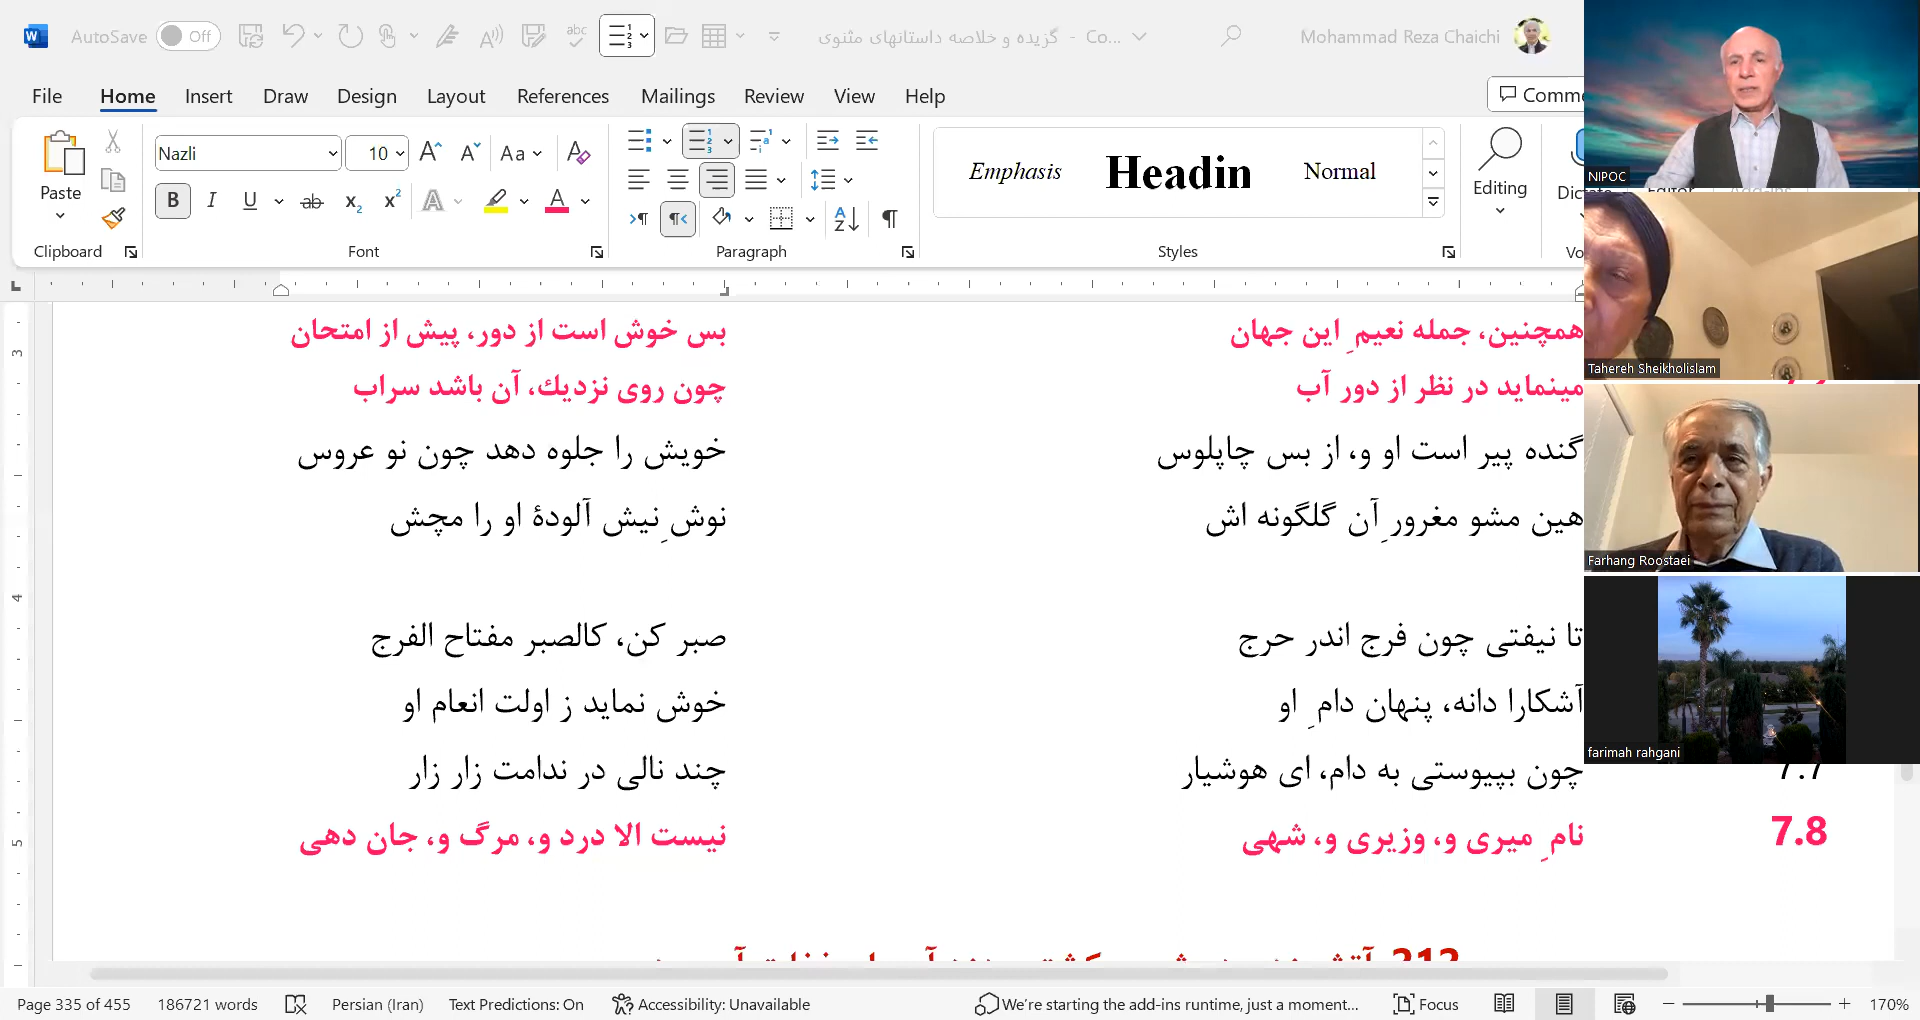 AutoSave Off گزیده و خلاصه داستانهای مثنوی - Co... Mohammad Reza Chaichi
File Home Insert Draw Design Layout References Mailings Review View Help Comme
Paste Nazli 10 Aa Emphasis Headin Normal Editing
Clipboard Font Paragraph Styles Vo
NIPOC
Tahereh Sheikholislam
Farhang Roostaei
farimah rahgani
همچنین، جمله نعیمِ این جهان بس خوش است از دور، پیش از امتحان
مینماید در نظر از دور آب چون روی نزدیك، آن باشد سراب
گنده پیر است او و، از بس چاپلوس خویش را جلوه دهد چون نو عروس
هین مشو مغرورِ آن گلگونه اش نوشِ نیش آلودۀ او را مچش
تا نیفتی چون فرج اندر حرج صبر کن، کالصبر مفتاح الفرج
آشکارا دانه، پنهان دامِ او خوش نماید ز اولت انعام او
7.7 چون بپیوستی به دام، ای هوشیار چند نالی در ندامت زار زار
7.8 نامِ میری و، وزیری و، شهی نیست الا درد و، مرگ و، جان دهی
Page 335 of 455 186721 words Persian (Iran) Text Predictions: On Accessibility: Unavailable We're starting the add-ins runtime, just a moment... Focus 170%